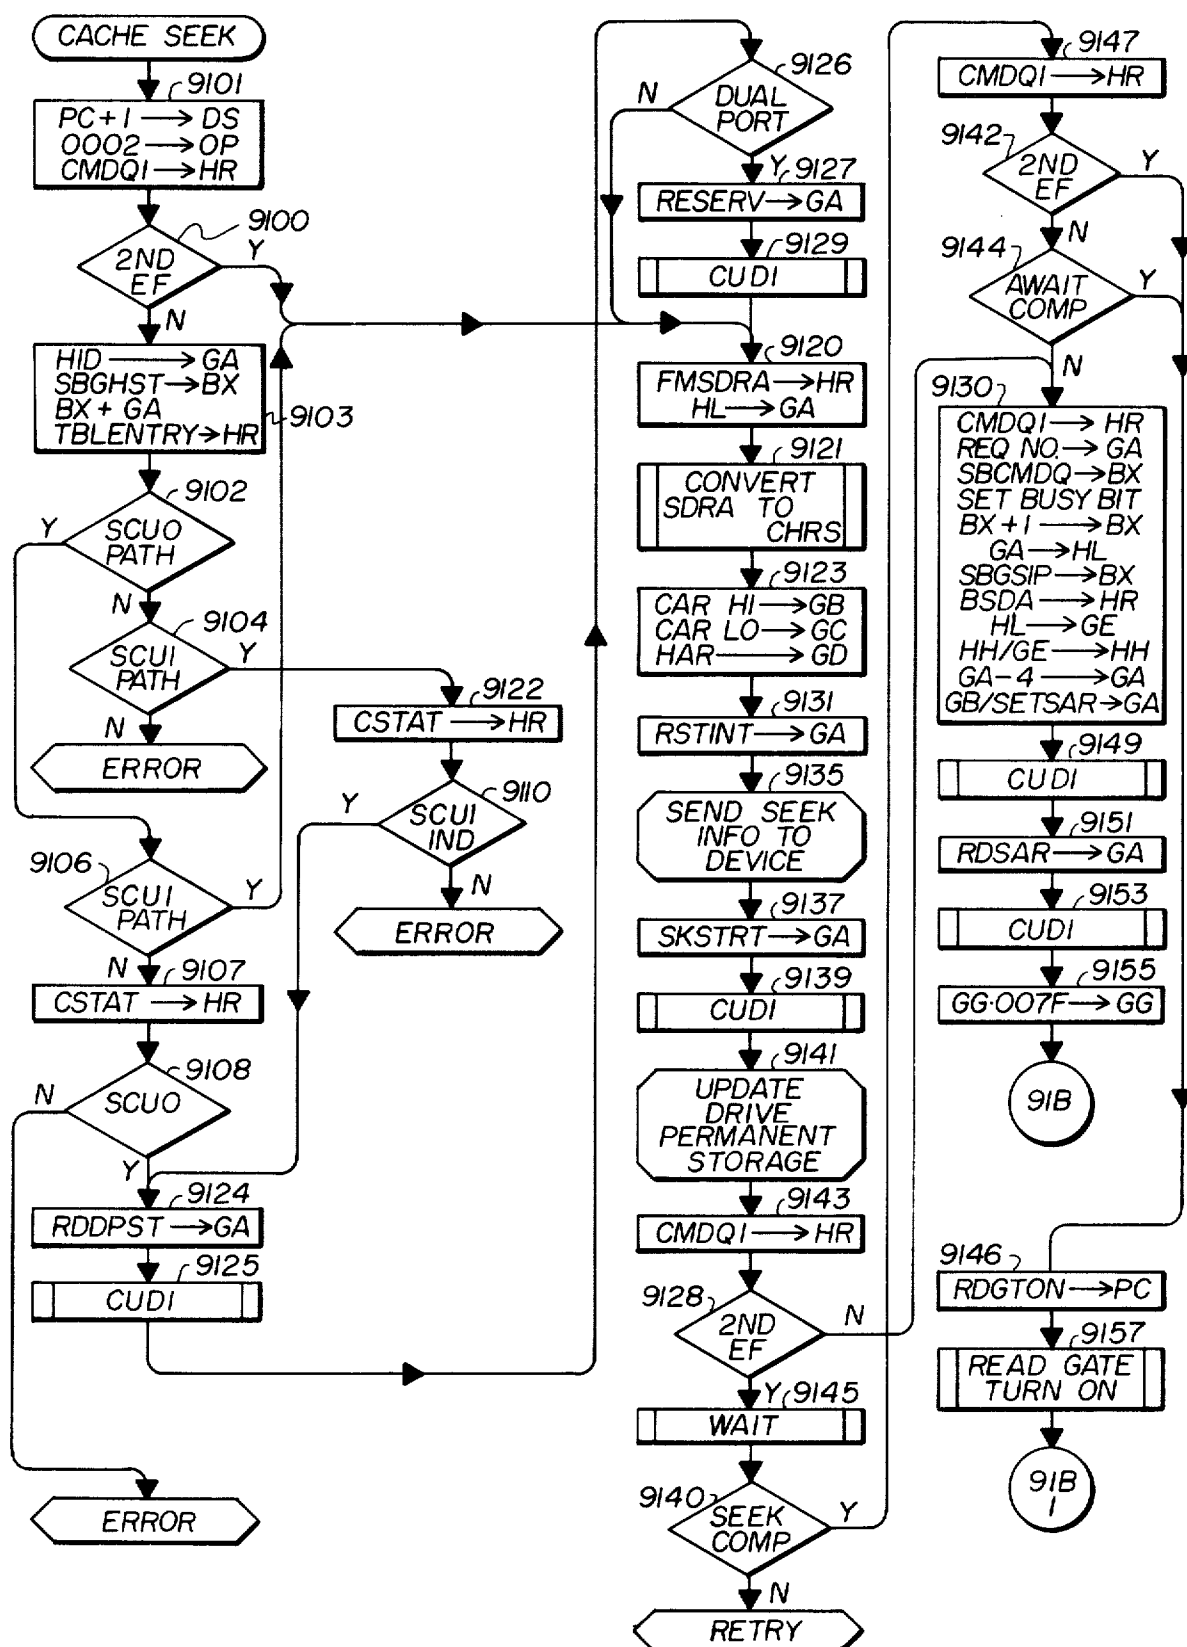 CACHE SEEK
9101
PC+1 → DS
0002 → OP
CMDQ1 → HR
9100
2ND
EF
Y
N
HID → GA
SBGHST → BX
BX + GA
TBLENTRY → HR
9103
9102
SCU0
PATH
Y
N
9104
SCU1
PATH
Y
N
ERROR
9122
CSTAT → HR
9110
SCU1
IND
Y
N
ERROR
9106
SCU1
PATH
Y
N
9107
CSTAT → HR
9108
SCU0
N
Y
9124
RDDPST → GA
9125
CUDI
ERROR
9126
DUAL
PORT
N
Y
9127
RESERV → GA
9129
CUDI
9120
FMSDRA → HR
HL → GA
9121
CONVERT
SDRA TO
CHRS
9123
CAR HI → GB
CAR LO → GC
HAR → GD
9131
RSTINT → GA
9135
SEND SEEK
INFO TO
DEVICE
9137
SKSTRT → GA
9139
CUDI
9141
UPDATE
DRIVE
PERMANENT
STORAGE
9143
CMDQ1 → HR
9128
2ND
EF
N
Y
9145
WAIT
9140
SEEK
COMP
Y
N
RETRY
9147
CMDQ1 → HR
9142
2ND
EF
Y
N
9144
AWAIT
COMP
Y
N
9130
CMDQ1 → HR
REQ NO. → GA
SBCMDQ → BX
SET BUSY BIT
BX +1 → BX
GA → HL
SBGSIP → BX
BSDA → HR
HL → GE
HH/GE → HH
GA-4 → GA
GB/SETSAR → GA
9149
CUDI
9151
RDSAR → GA
9153
CUDI
9155
GG·007F → GG
91B
9146
RDGTON → PC
9157
READ GATE
TURN ON
91B
1